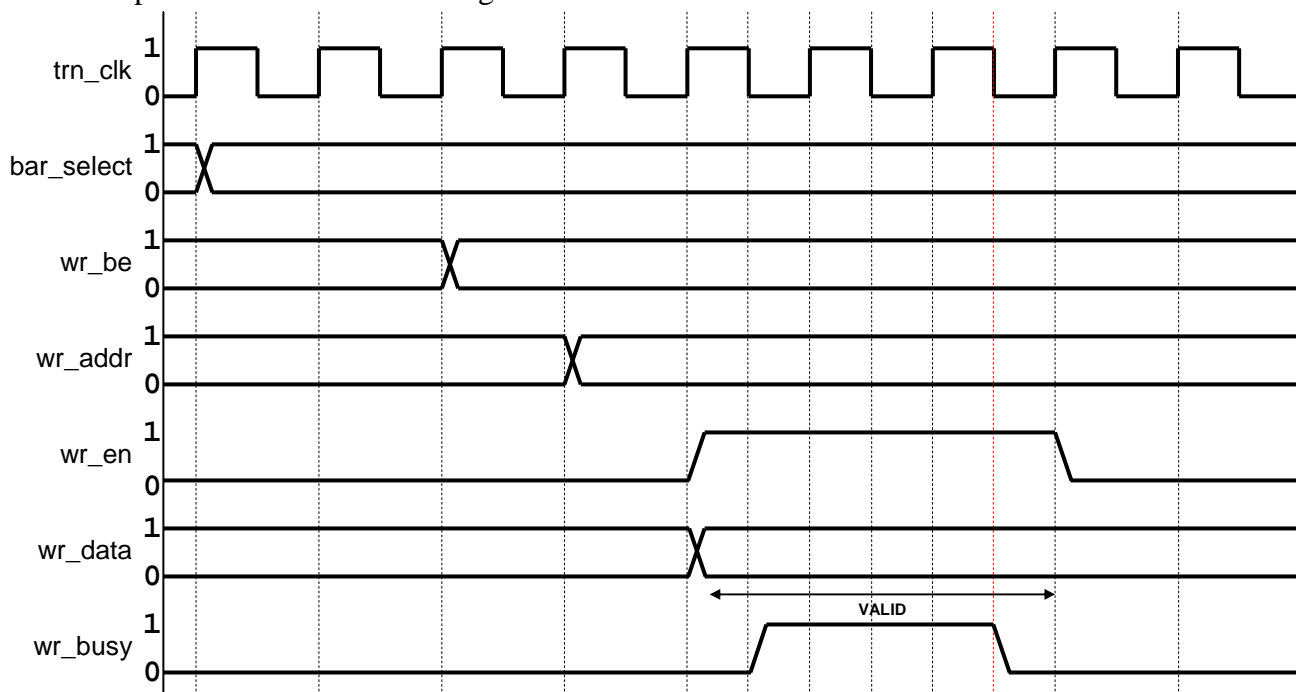 1
trn_clk
0
1
bar_select
0
1
wr_be
0
1
wr_addr
0
1
wr_en
0
1
wr_data
0
VALID
1
wr_busy
0